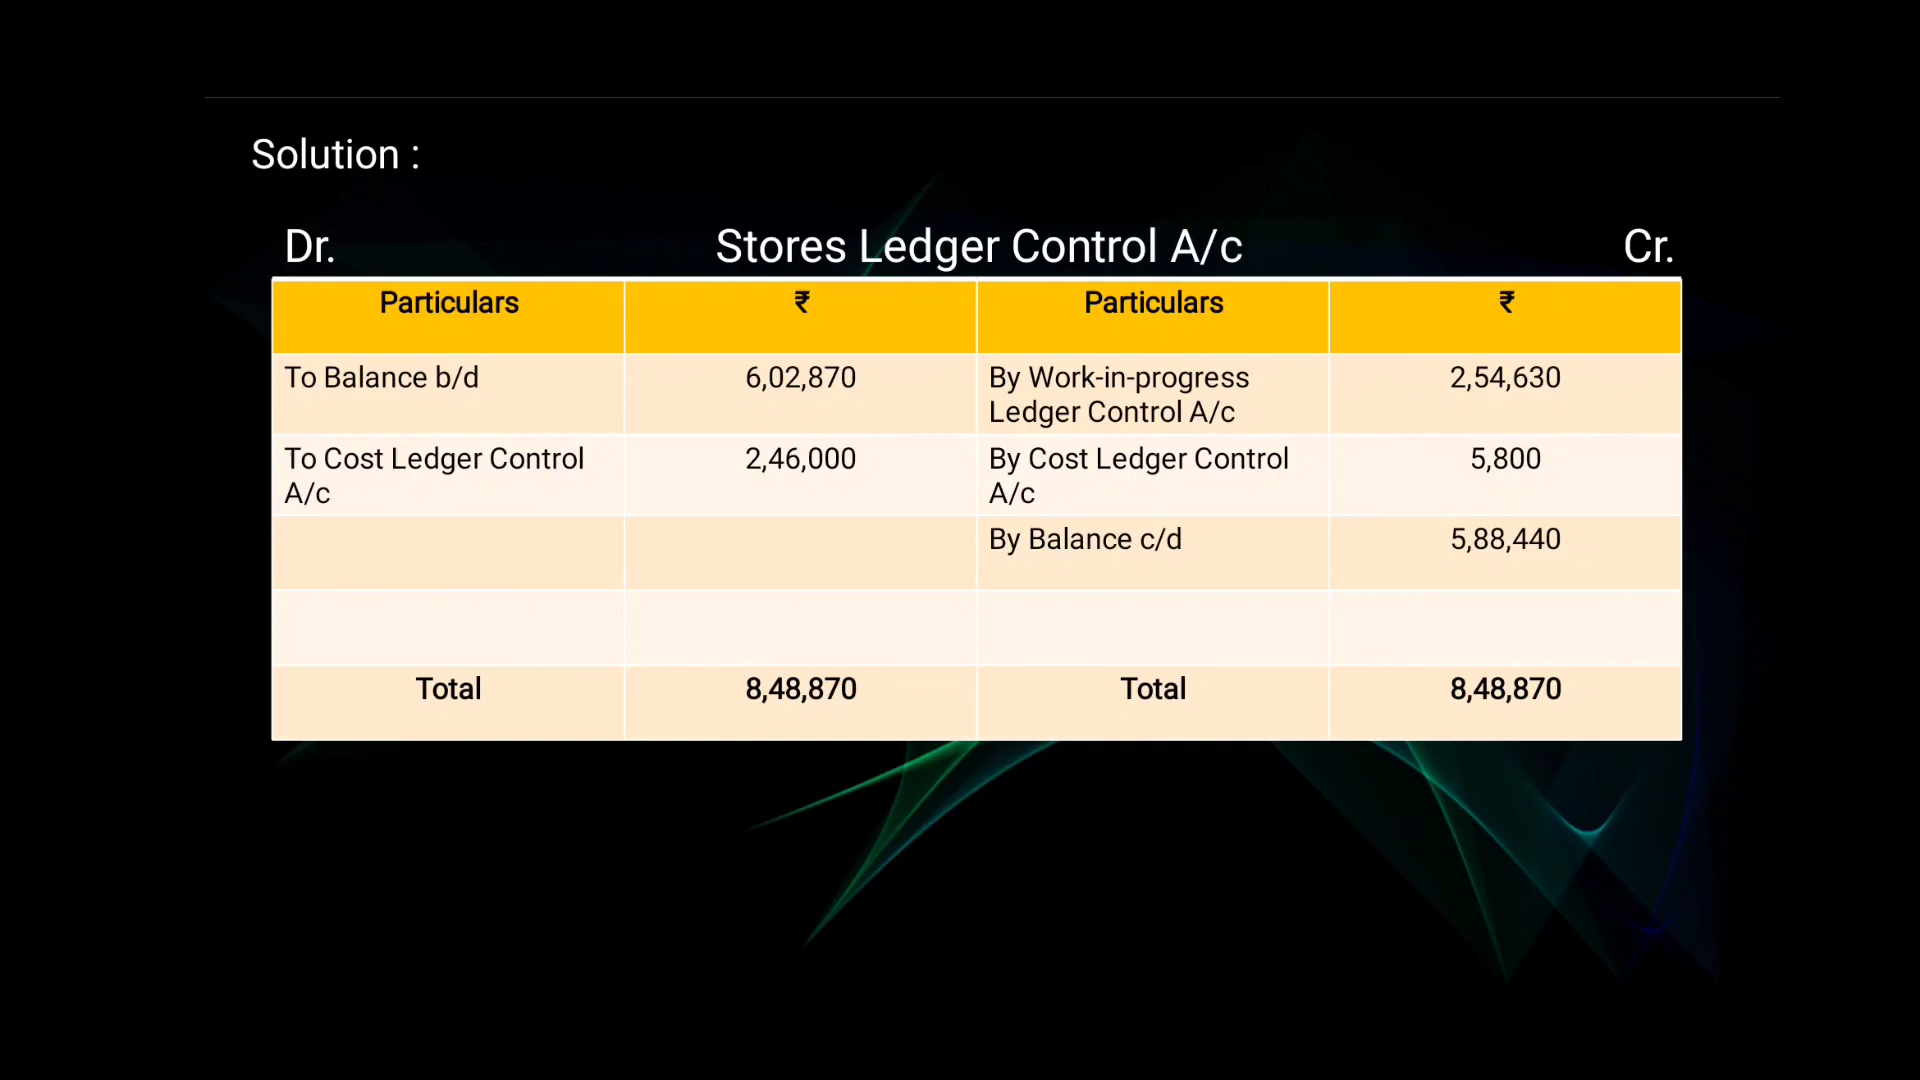 Solution :
Dr. Stores Ledger Control A/c Cr.
Particulars ₹ Particulars ₹
To Balance b/d 6,02,870 By Work-in-progress 2,54,630
Ledger Control A/c
To Cost Ledger Control 2,46,000 By Cost Ledger Control 5,800
A/c A/c
By Balance c/d 5,88,440
Total 8,48,870 Total 8,48,870